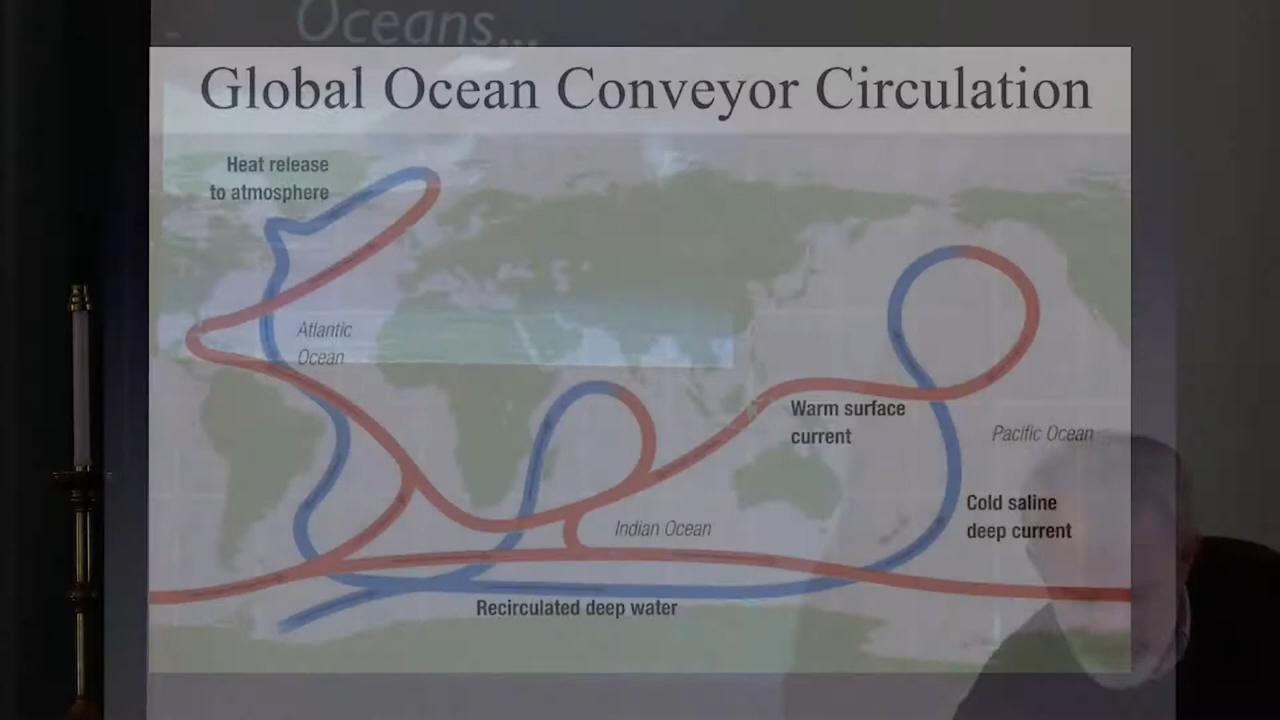 Oceans...
Global Ocean Conveyor Circulation
Heat release
to atmosphere
Atlantic
Ocean
Warm surface
current
Pacific Ocean
Cold saline
deep current
Indian Ocean
Recirculated deep water